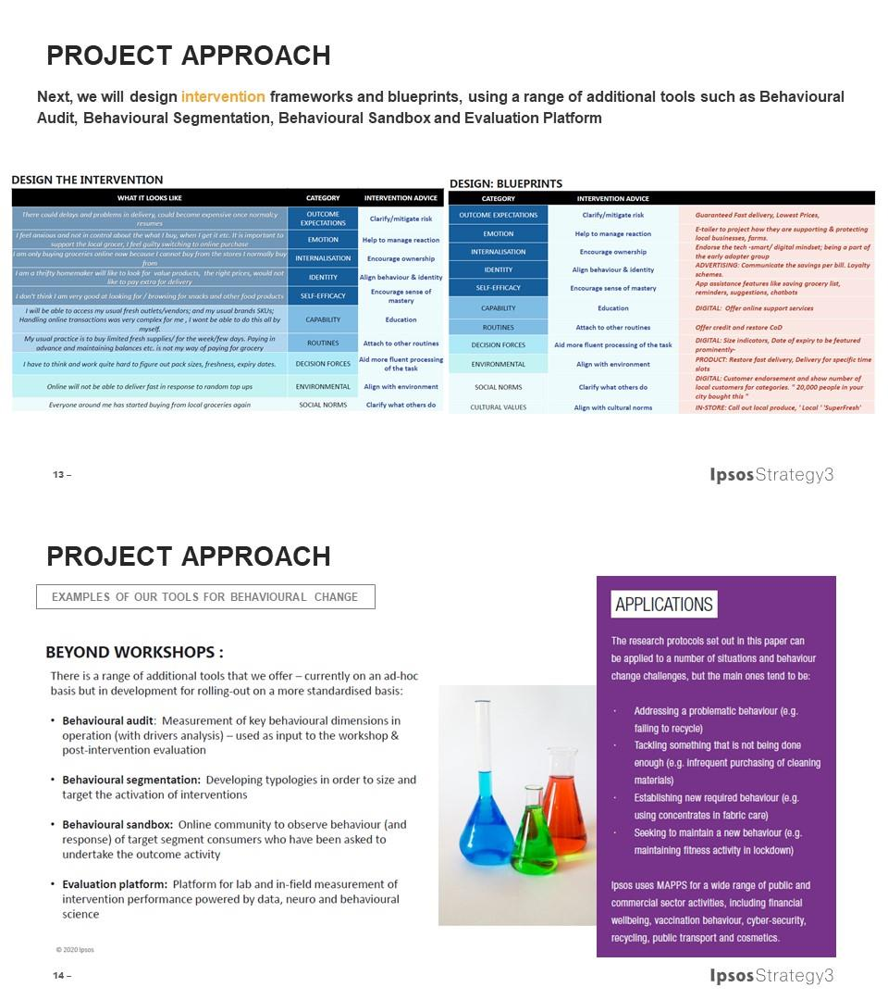 PROJECT APPROACH
Next, we will design intervention frameworks and blueprints, using a range of additional tools such as Behavioural
Audit, Behavioural Segmentation, Behavioural Sandbox and Evaluation Platform
DESIGN THE INTERVENTION
WHAT IT LOOKS LIKE CATEGORY INTERVENTION ADVICE
There could delays and problems in delivery, could become expensive once normalcy
resumes
OUTCOME
EXPECTATIONS
Clarify/mitigate risk
I feel anxious and not in control about the what I buy, when I get it etc. It is important to
support the local grocer, I feel guilty switching to online purchase
EMOTION
Help to manage reaction
I am only buying groceries online now because I cannot buy from the stores I normally buy
from
INTERNALISATION
Encourage ownership
I am a thrifty homemaker will like to look for value products, the right prices, would not
like to pay extra for delivery
IDENTITY
Align behaviour & identity
I don't think I am very good at looking for / browsing for snacks and other food products
SELF-EFFICACY
Encourage sense of
mastery
I will be able to access my usual fresh outlets/vendors; and my usual brands SKUs;
Handling online transactions was very complex for me , I wont be able to do this all by
myself.
CAPABILITY
Education
My usual practice is to buy limited fresh supplies/ for the week/few days. Paying in
advance and maintaining balances etc. is not my way of paying for grocery
ROUTINES
Attach to other routines
I have to think and work quite hard to figure out pack sizes, freshness, expiry dates.
DECISION FORCES
Aid more fluent processing
of the task
Online will not be able to deliver fast in response to random top ups
ENVIRONMENTAL
Align with environment
Everyone around me has started buying from local groceries again
SOCIAL NORMS
Clarify what others do
DESIGN: BLUEPRINTS
CATEGORY INTERVENTION ADVICE
OUTCOME EXPECTATIONS
Clarify/mitigate risk
Guaranteed Fast delivery, Lowest Prices,
EMOTION
Help to manage reaction
E-tailer to project how they are supporting & protecting
local businesses, farms.
INTERNALISATION
Encourage ownership
Endorse the tech -smart/ digital mindset; being a part of
the early adopter group
IDENTITY
Align behaviour & identity
ADVERTISING: Communicate the savings per bill. Loyalty
schemes.
SELF-EFFICACY
Encourage sense of mastery
App assistance features like saving grocery list,
reminders, suggestions, chatbots
CAPABILITY
Education
DIGITAL: Offer online support services
ROUTINES
Attach to other routines
Offer credit and restore CoD
DECISION FORCES
Aid more fluent processing of the task
DIGITAL: Size indicators, Date of expiry to be featured
prominently-
ENVIRONMENTAL
Align with environment
PRODUCT: Restore fast delivery, Delivery for specific time
slots
SOCIAL NORMS
Clarify what others do
DIGITAL: Customer endorsement and show number of
local customers for categories. " 20,000 people in your
city bought this "
CULTURAL VALUES
Align with cultural norms
IN-STORE: Call out local produce, ' Local ' 'SuperFresh'
13 –
IpsosStrategy3
PROJECT APPROACH
EXAMPLES OF OUR TOOLS FOR BEHAVIOURAL CHANGE
BEYOND WORKSHOPS :
There is a range of additional tools that we offer – currently on an ad-hoc
basis but in development for rolling-out on a more standardised basis:
• Behavioural audit: Measurement of key behavioural dimensions in
operation (with drivers analysis) – used as input to the workshop &
post-intervention evaluation
• Behavioural segmentation: Developing typologies in order to size and
target the activation of interventions
• Behavioural sandbox: Online community to observe behaviour (and
response) of target segment consumers who have been asked to
undertake the outcome activity
• Evaluation platform: Platform for lab and in-field measurement of
intervention performance powered by data, neuro and behavioural
science
© 2020 Ipsos
APPLICATIONS
The research protocols set out in this paper can
be applied to a number of situations and behaviour
change challenges, but the main ones tend to be:
· Addressing a problematic behaviour (e.g.
failing to recycle)
· Tackling something that is not being done
enough (e.g. infrequent purchasing of cleaning
materials)
· Establishing new required behaviour (e.g.
using concentrates in fabric care)
· Seeking to maintain a new behaviour (e.g.
maintaining fitness activity in lockdown)
Ipsos uses MAPPS for a wide range of public and
commercial sector activities, including financial
wellbeing, vaccination behaviour, cyber-security,
recycling, public transport and cosmetics.
14 –
IpsosStrategy3